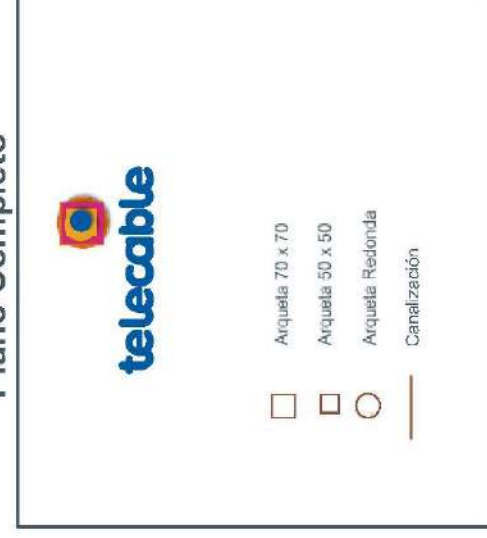 Plano Completo
telecable
Arqueta 70 x 70
Arqueta 50 x 50
Arqueta Redonda
Canalización